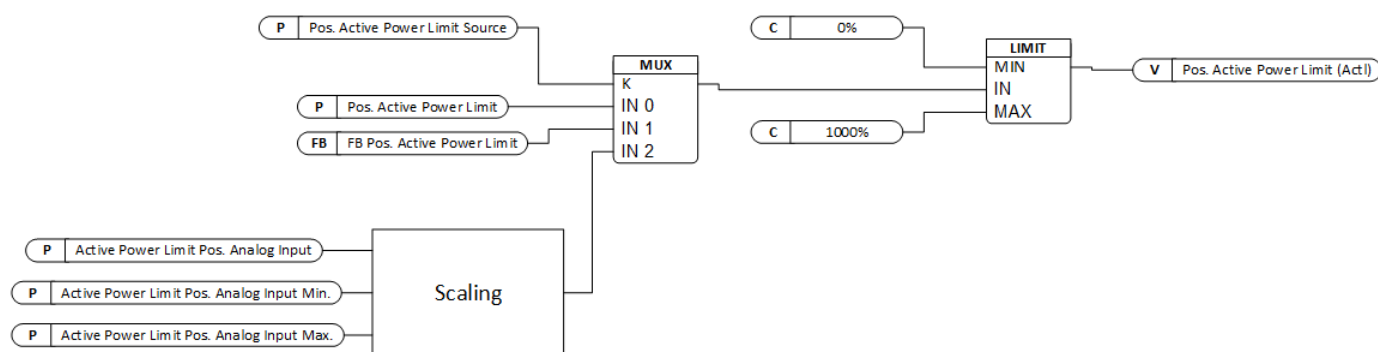 P Pos. Active Power Limit Source
C 0%
LIMIT
MIN
IN
MAX
V Pos. Active Power Limit (Actl)
MUX
K
IN 0
IN 1
IN 2
P Pos. Active Power Limit
FB FB Pos. Active Power Limit
C 1000%
P Active Power Limit Pos. Analog Input
P Active Power Limit Pos. Analog Input Min.
P Active Power Limit Pos. Analog Input Max.
Scaling